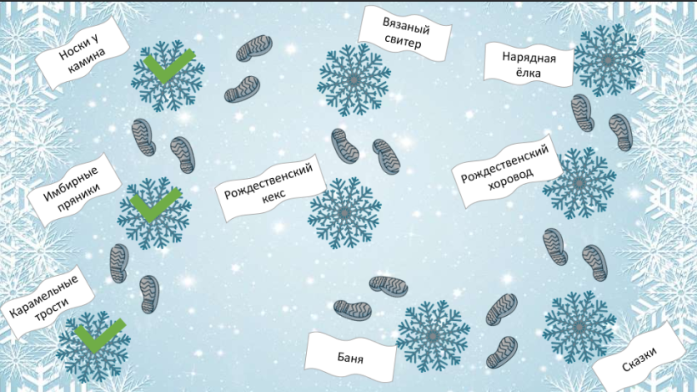 Носки у
камина
Вязаный
свитер
Нарядная
ёлка
Имбирные
пряники
Рождественский
кекс
Рождественский
хоровод
Карамельные
трости
Баня
Сказки